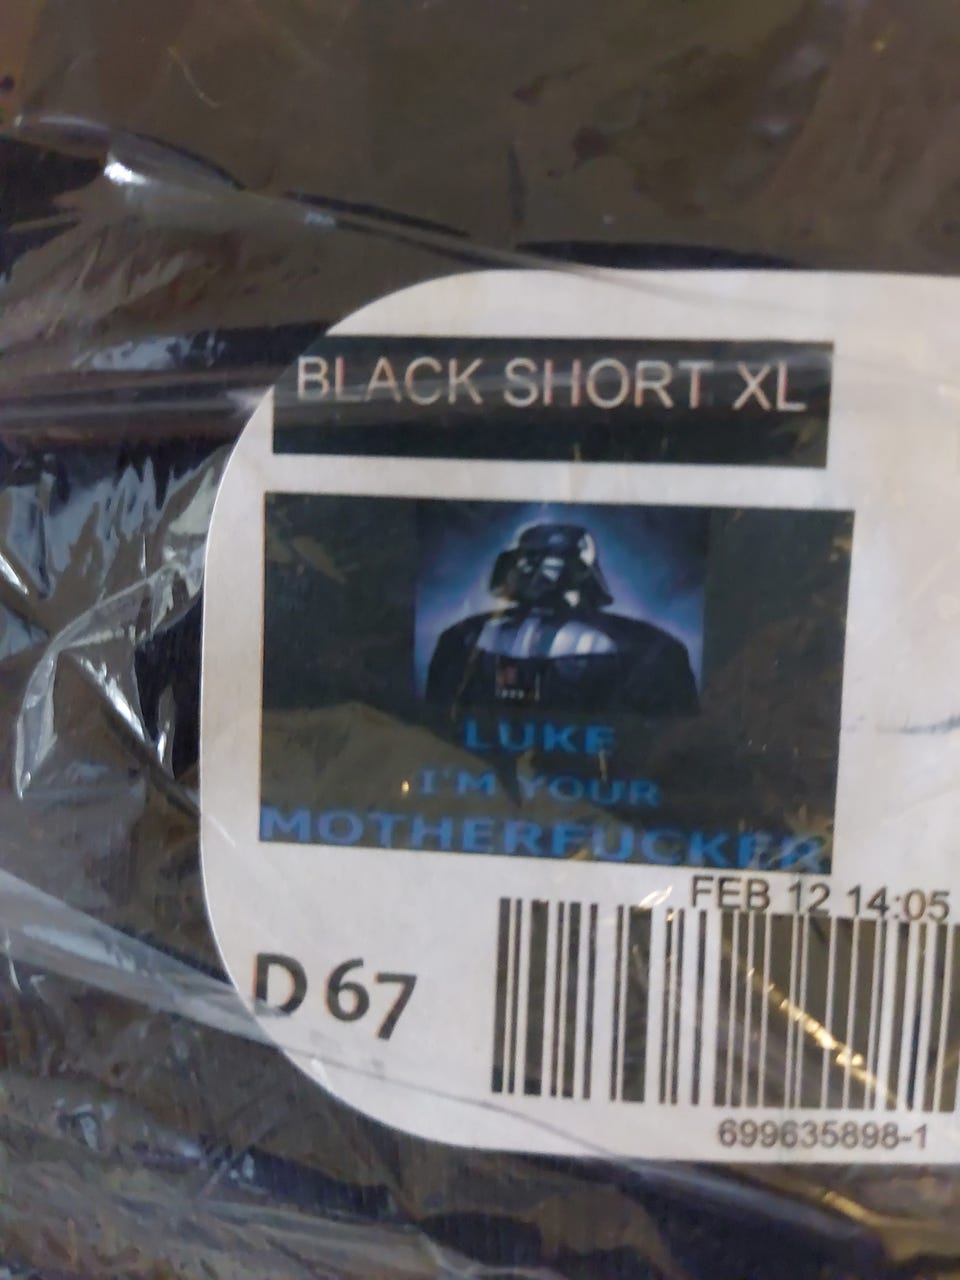 BLACK SHORT XL
LUKE
I'M YOUR
MOTHERFUCKER
FEB 12 14:05
D 67
699635898-1